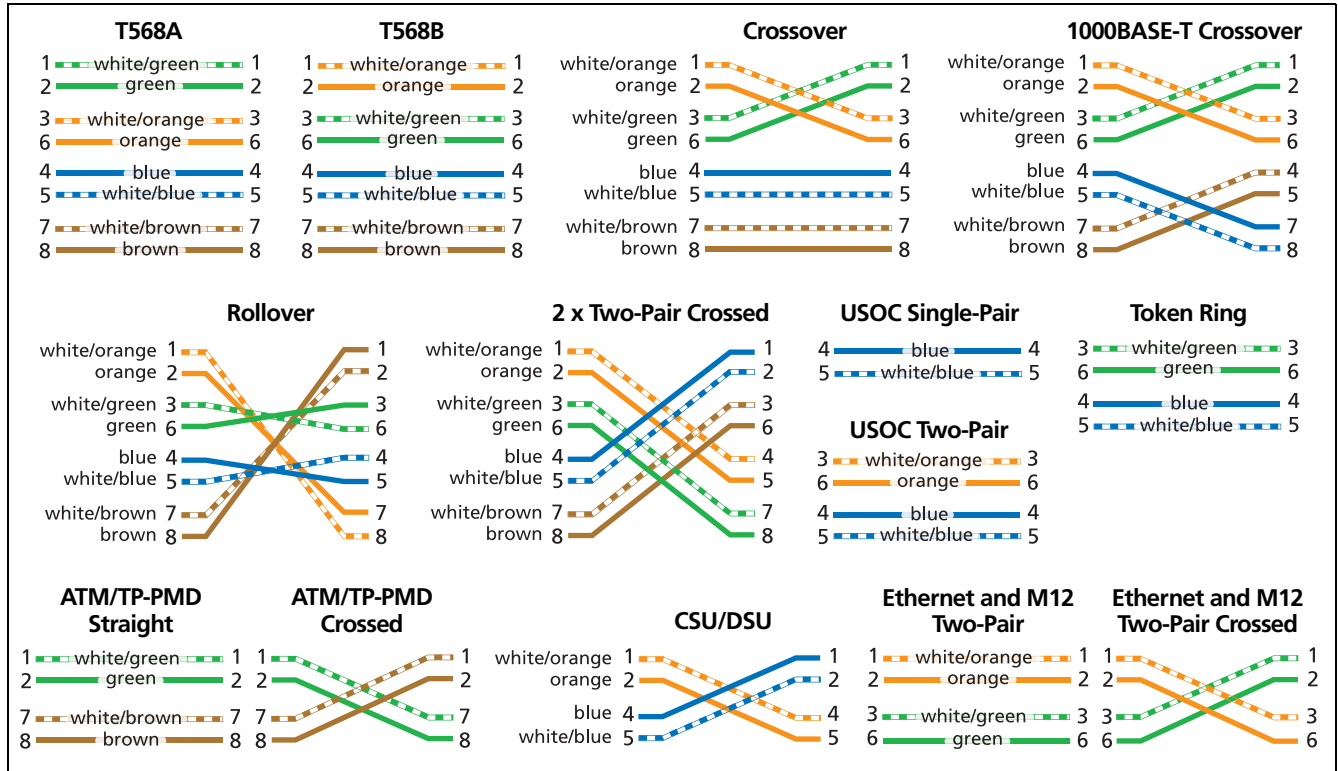 T568A T568B Crossover 1000BASE-T Crossover
1 white/green 1 1 white/orange 1 white/orange 1 1 white/orange 1 1
2 green 2 2 orange 2 orange 2 2 orange 2 2
3 white/orange 3 3 white/green 3 white/green 3 3 white/green 3 3
6 orange 6 6 green 6 green 6 6 green 6 6
4 blue 4 4 blue 4 blue 4 4 blue 4 4
5 white/blue 5 5 white/blue 5 white/blue 5 5 white/blue 5 5
7 white/brown 7 7 white/brown 7 white/brown 7 7 white/brown 7 7
8 brown 8 8 brown 8 brown 8 8 brown 8 8
Rollover
white/orange 1 1
orange 2 2
white/green 3 3
green 6 6
blue 4 4
white/blue 5 5
white/brown 7 7
brown 8 8
2 x Two-Pair Crossed
white/orange 1 1
orange 2 2
white/green 3 3
green 6 6
blue 4 4
white/blue 5 5
white/brown 7 7
brown 8 8
USOC Single-Pair
4 blue 4
5 white/blue 5
USOC Two-Pair
3 white/orange 3
6 orange 6
4 blue 4
5 white/blue 5
Token Ring
3 white/green 3
6 green 6
4 blue 4
5 white/blue 5
ATM/TP-PMD
Straight
1 white/green 1
2 green 2
7 white/brown 7
8 brown 8
ATM/TP-PMD
Crossed
1 1
2 2
7 7
8 8
CSU/DSU
white/orange 1 1
orange 2 2
blue 4 4
white/blue 5 5
Ethernet and M12
Two-Pair
1 white/orange 1
2 orange 2
3 white/green 3
6 green 6
Ethernet and M12
Two-Pair Crossed
1 1
2 2
3 3
6 6